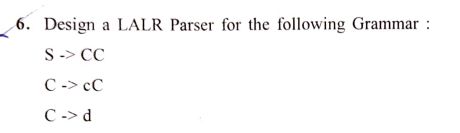 6. Design a LALR Parser for the following Grammar :
S -> CC
C -> cC
C -> d